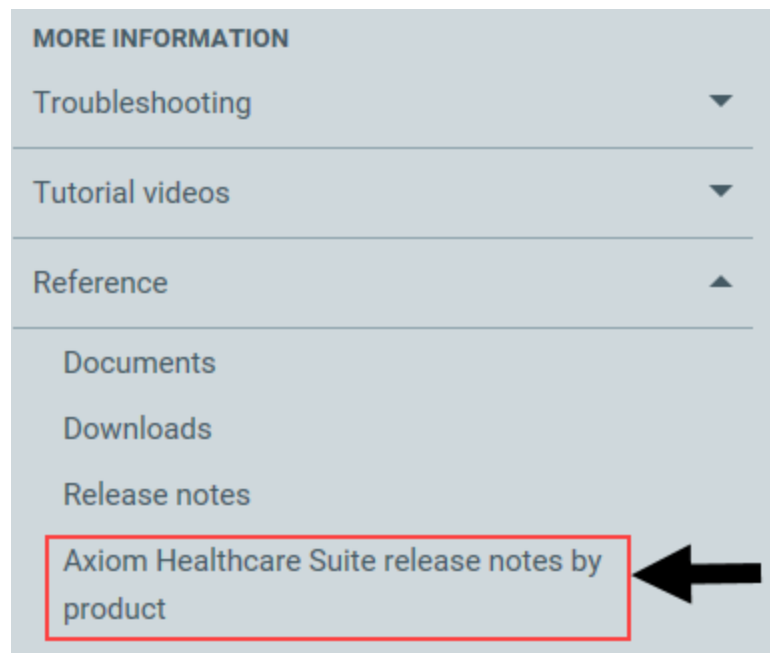 MORE INFORMATION
Troubleshooting
Tutorial videos
Reference
Documents
Downloads
Release notes
Axiom Healthcare Suite release notes by
product